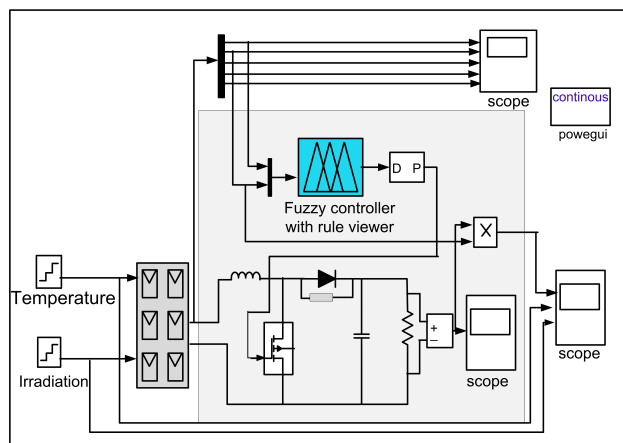 scope
continous
powegui
D P
Fuzzy controller
with rule viewer
X
Temperature
+
−
Irradiation
scope
scope